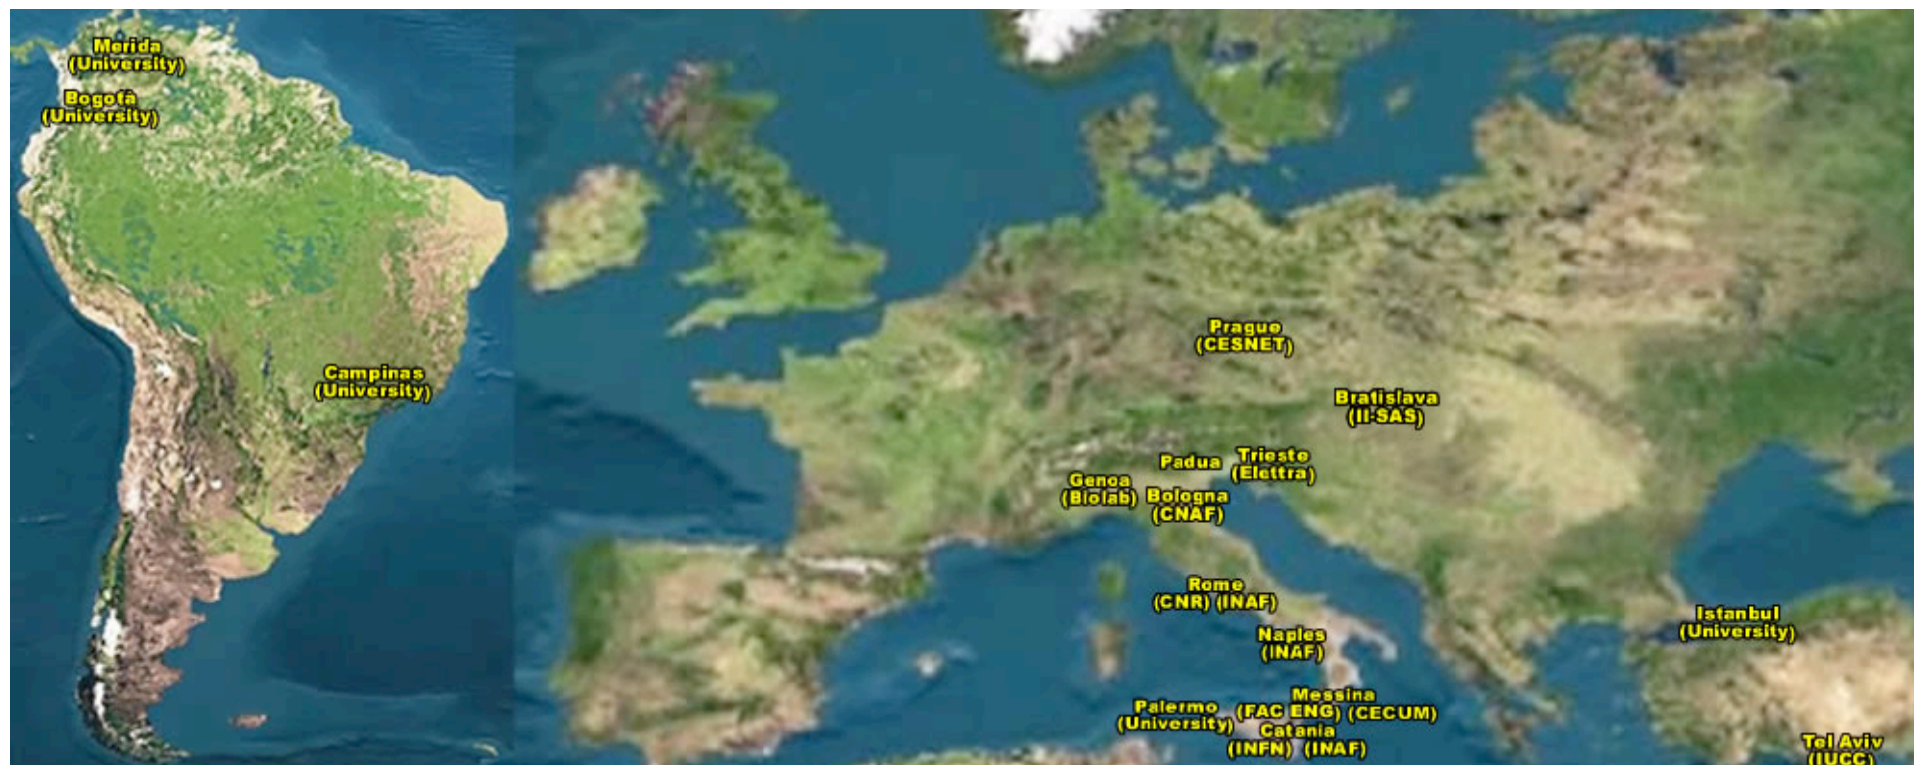 Merida
(University)
Bogotà
(University)
Campinas
(University)
Prague
(CESNET)
Bratislava
(II-SAS)
Padua
Trieste
(Elettra)
Genoa
(Biolab)
Bologna
(CNAF)
Rome
(CNR) (INAF)
Naples
(INAF)
Istanbul
(University)
Messina
(FAC ENG) (CECUM)
Palermo
(University)
Catania
(INFN) (INAF)
Tel Aviv
(IUCC)